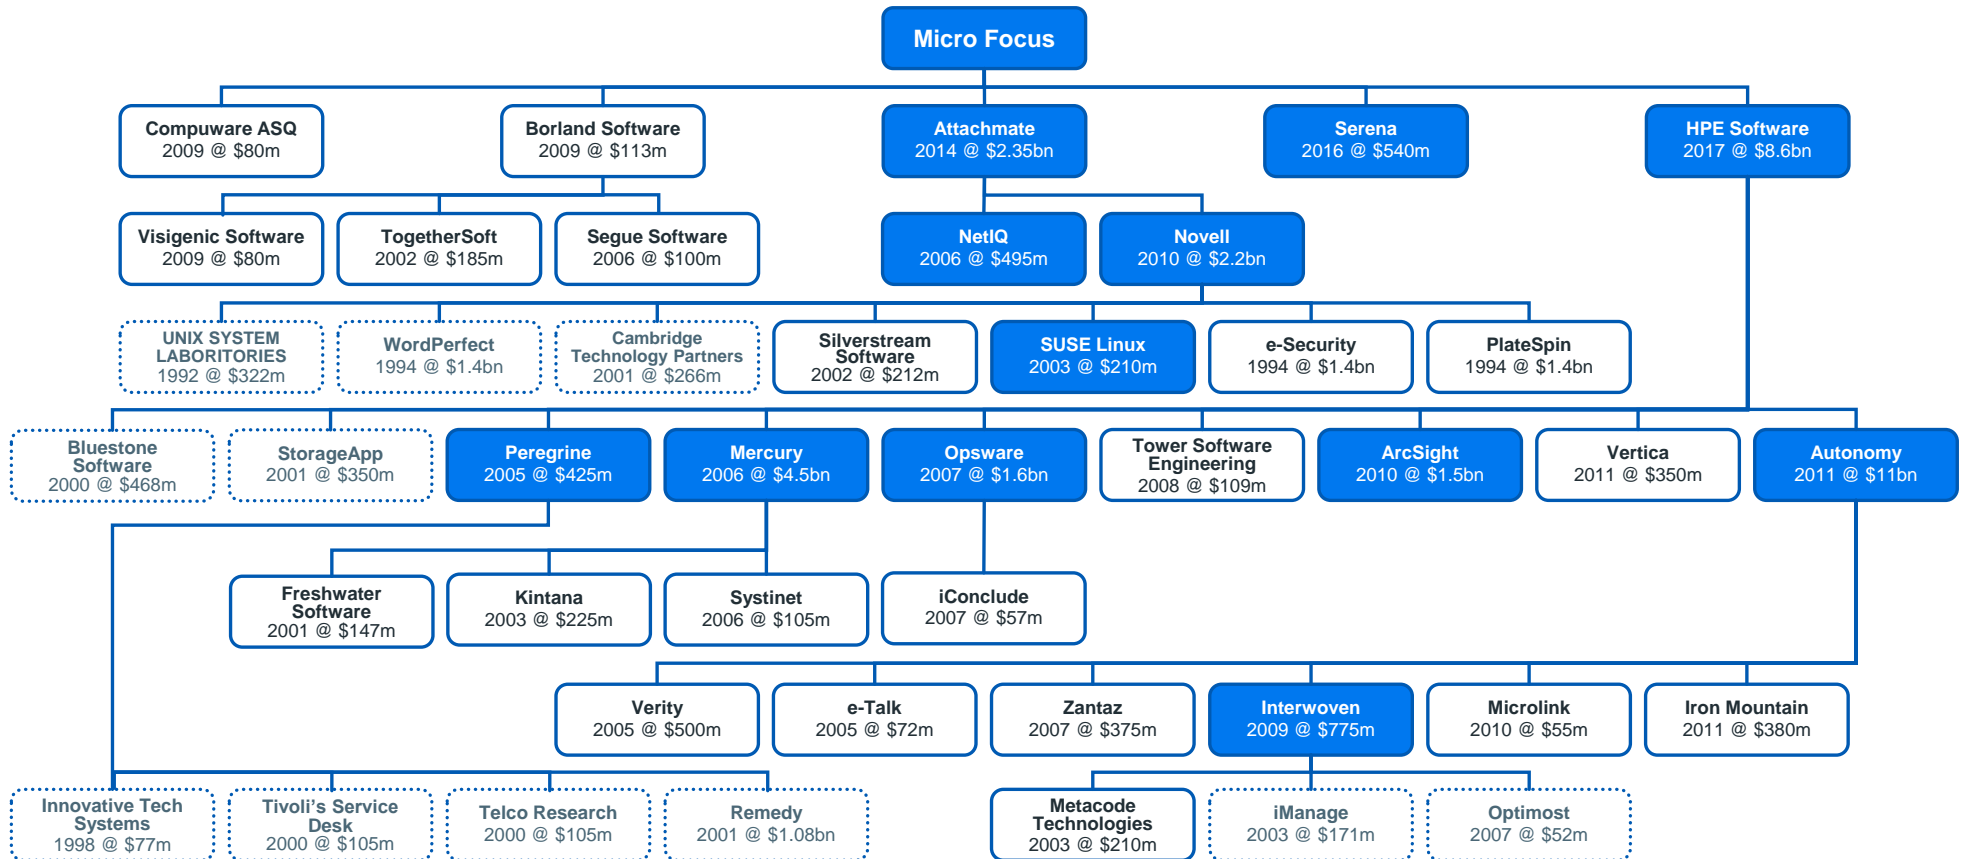 Micro Focus
Compuware ASQ
2009 @ $80m
Borland Software
2009 @ $113m
Attachmate
2014 @ $2.35bn
Serena
2016 @ $540m
HPE Software
2017 @ $8.6bn
Visigenic Software
2009 @ $80m
TogetherSoft
2002 @ $185m
Segue Software
2006 @ $100m
NetIQ
2006 @ $495m
Novell
2010 @ $2.2bn
UNIX SYSTEM
LABORITORIES
1992 @ $322m
WordPerfect
1994 @ $1.4bn
Cambridge
Technology Partners
2001 @ $266m
Silverstream
Software
2002 @ $212m
SUSE Linux
2003 @ $210m
e-Security
1994 @ $1.4bn
PlateSpin
1994 @ $1.4bn
Bluestone
Software
2000 @ $468m
StorageApp
2001 @ $350m
Peregrine
2005 @ $425m
Mercury
2006 @ $4.5bn
Opsware
2007 @ $1.6bn
Tower Software
Engineering
2008 @ $109m
ArcSight
2010 @ $1.5bn
Vertica
2011 @ $350m
Autonomy
2011 @ $11bn
Freshwater
Software
2001 @ $147m
Kintana
2003 @ $225m
Systinet
2006 @ $105m
iConclude
2007 @ $57m
Verity
2005 @ $500m
e-Talk
2005 @ $72m
Zantaz
2007 @ $375m
Interwoven
2009 @ $775m
Microlink
2010 @ $55m
Iron Mountain
2011 @ $380m
Innovative Tech
Systems
1998 @ $77m
Tivoli’s Service
Desk
2000 @ $105m
Telco Research
2000 @ $105m
Remedy
2001 @ $1.08bn
Metacode
Technologies
2003 @ $210m
iManage
2003 @ $171m
Optimost
2007 @ $52m